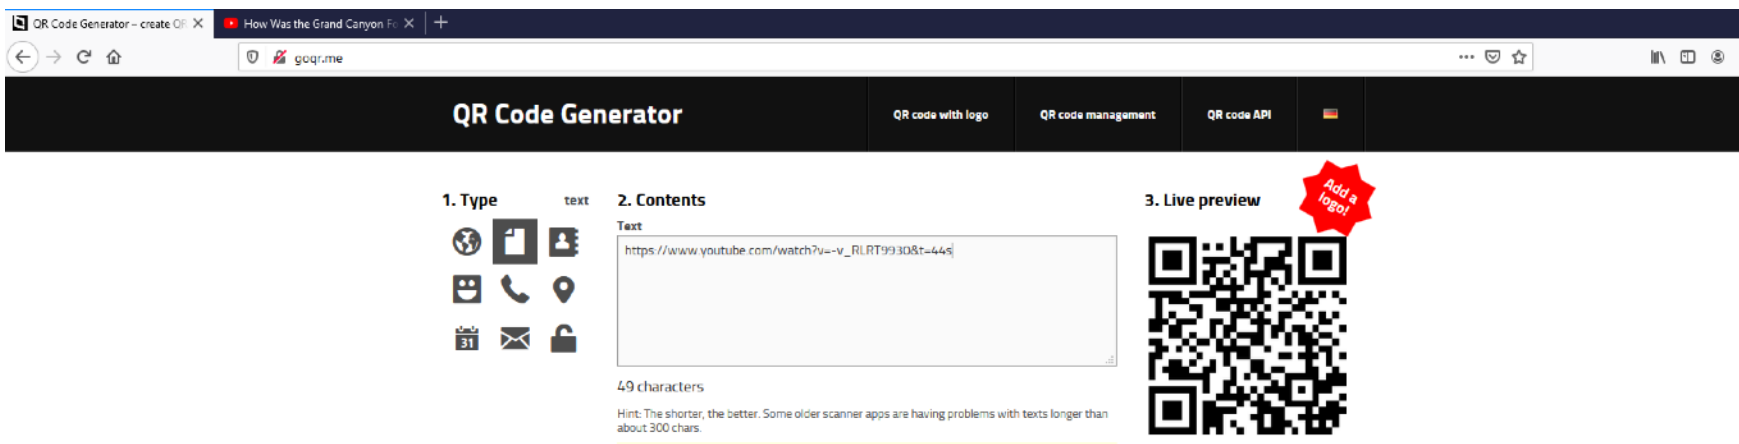 QR Code Generator – create QR
How Was the Grand Canyon Fo
goqr.me
QR Code Generator
QR code with logo
QR code management
QR code API
1. Type
text
31
2. Contents
Text
https://www.youtube.com/watch?v=-v_RLRT9930&t=44s
49 characters
Hint: The shorter, the better. Some older scanner apps are having problems with texts longer than
about 300 chars.
3. Live preview
Add a
logo!